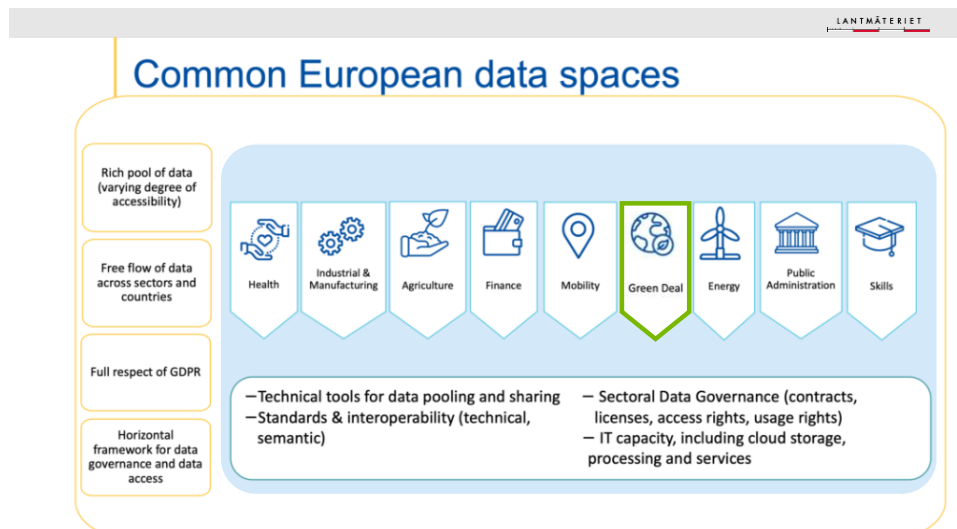 LANTMÄTERIET
Common European data spaces
Rich pool of data
(varying degree of
accessibility)
Free flow of data
across sectors and
countries
Full respect of GDPR
Horizontal
framework for data
governance and data
access
Health
Industrial &
Manufacturing
Agriculture
Finance
Mobility
Green Deal
Energy
Public
Administration
Skills
—Technical tools for data pooling and sharing
—Standards & interoperability (technical,
semantic)
— Sectoral Data Governance (contracts,
licenses, access rights, usage rights)
— IT capacity, including cloud storage,
processing and services